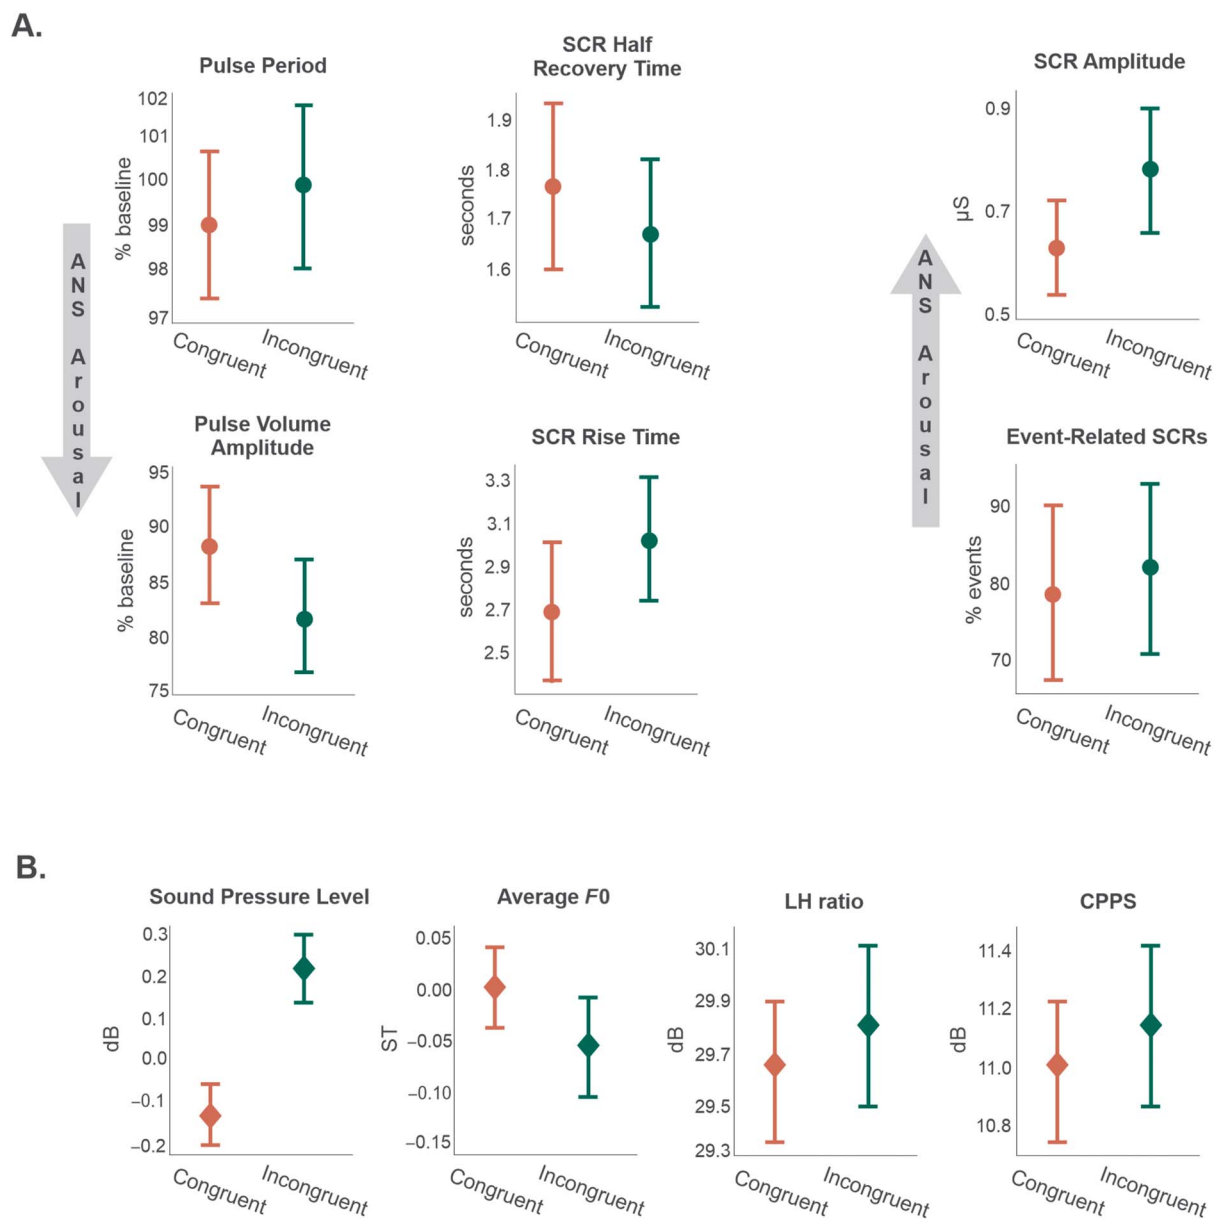 A.
Pulse Period
% baseline
102
101
100
99
98
97
Congruent
Incongruent
SCR Half
Recovery Time
seconds
1.9
1.8
1.7
1.6
Congruent
Incongruent
SCR Amplitude
µS
0.9
0.7
0.5
Congruent
Incongruent
ANS Arousal
ANS Arousal
Pulse Volume
Amplitude
% baseline
95
90
85
80
75
Congruent
Incongruent
SCR Rise Time
seconds
3.3
3.1
2.9
2.7
2.5
Congruent
Incongruent
Event-Related SCRs
% events
90
80
70
Congruent
Incongruent
B.
Sound Pressure Level
dB
0.3
0.2
0.1
0.0
−0.1
−0.2
Congruent
Incongruent
Average F0
ST
0.05
0.00
−0.05
−0.10
−0.15
Congruent
Incongruent
LH ratio
dB
30.1
29.9
29.7
29.5
29.3
Congruent
Incongruent
CPPS
dB
11.4
11.2
11.0
10.8
Congruent
Incongruent